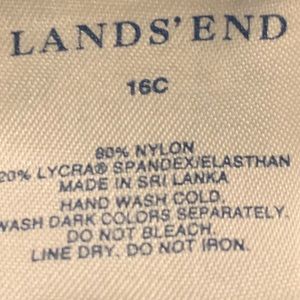 LANDS' END
16C
80% NYLON
20% LYCRA® SPANDEX/ELASTHAN
MADE IN SRI LANKA
HAND WASH COLD.
WASH DARK COLORS SEPARATELY.
DO NOT BLEACH.
LINE DRY. DO NOT IRON.